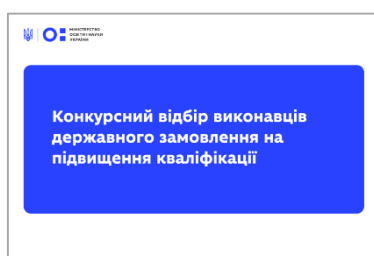 МІНІСТЕРСТВО
ОСВІТИ І НАУКИ
УКРАЇНИ
Конкурсний відбір виконавців
державного замовлення на
підвищення кваліфікації